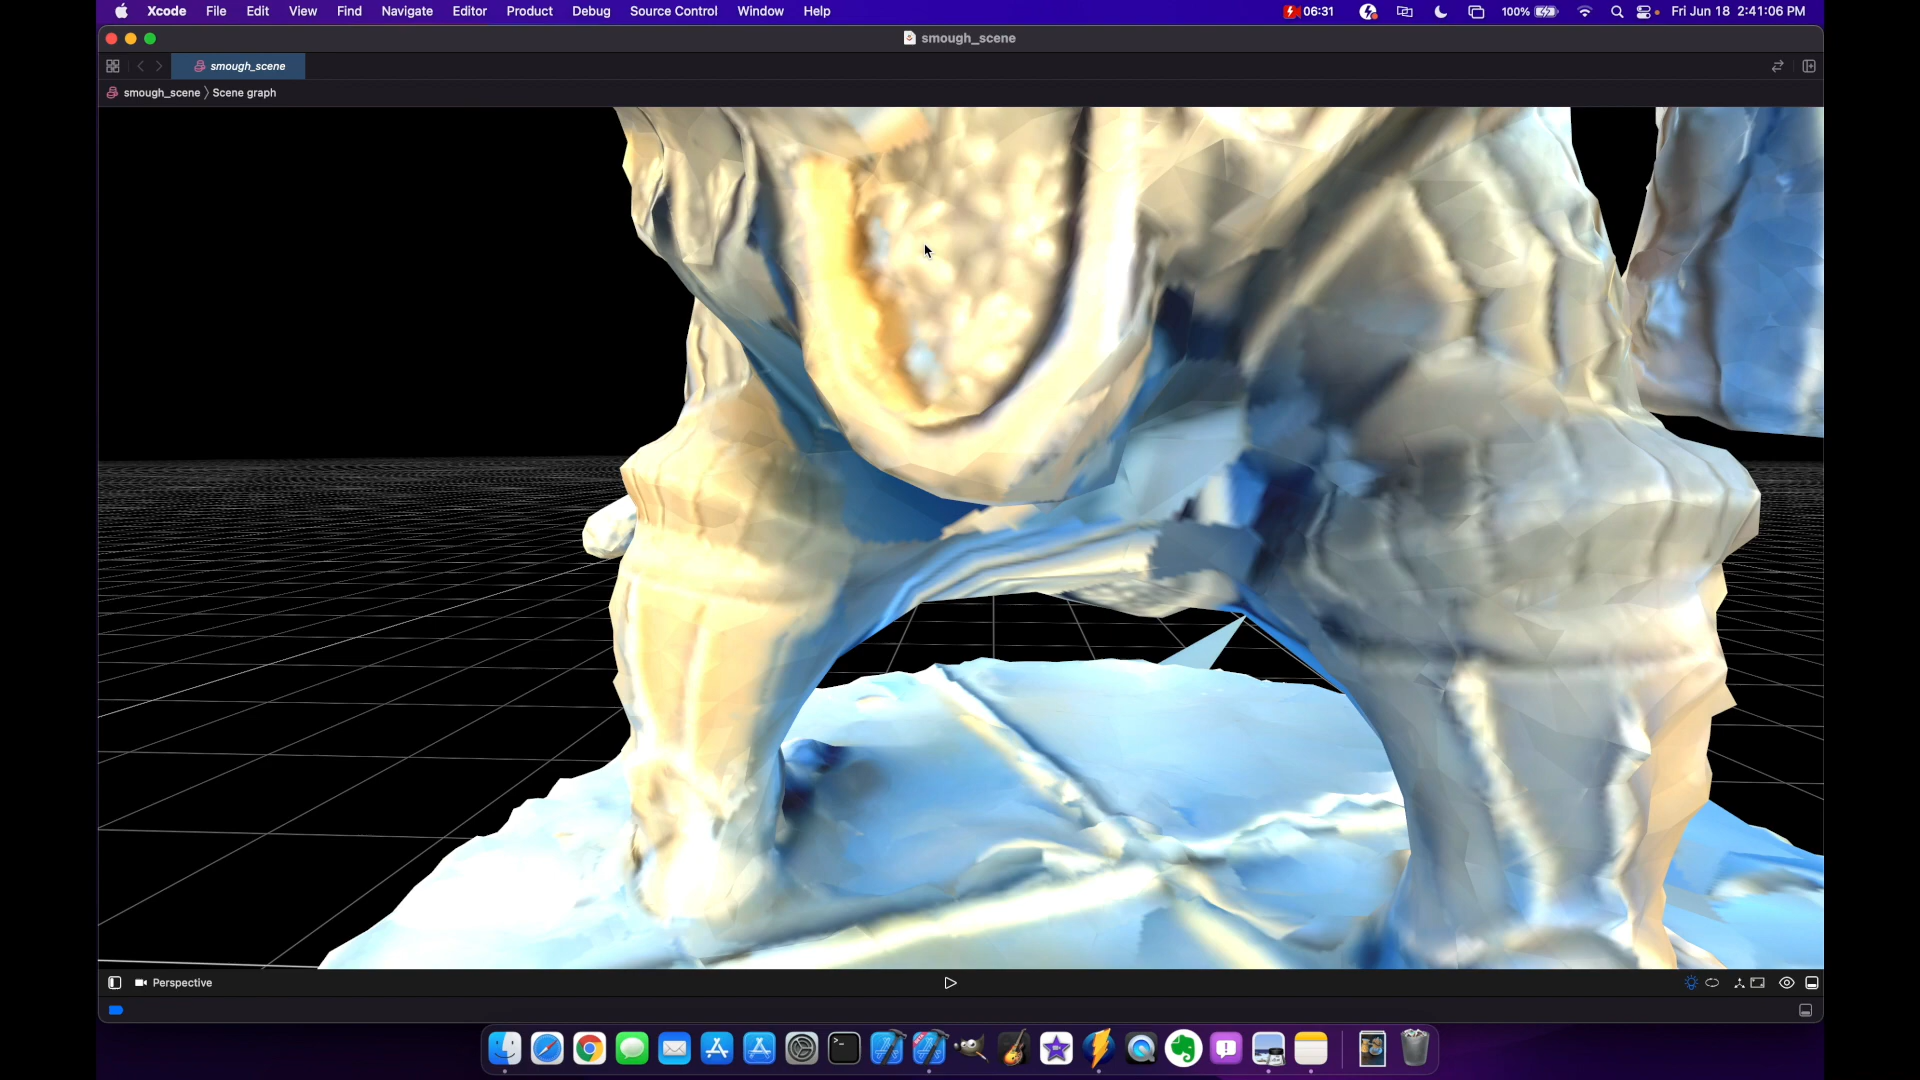 Xcode File Edit View Find Navigate Editor Product Debug Source Control Window Help 06:31 100% Fri Jun 18 2:41:06 PM
smough_scene
smough_scene
smough_scene Scene graph
Perspective